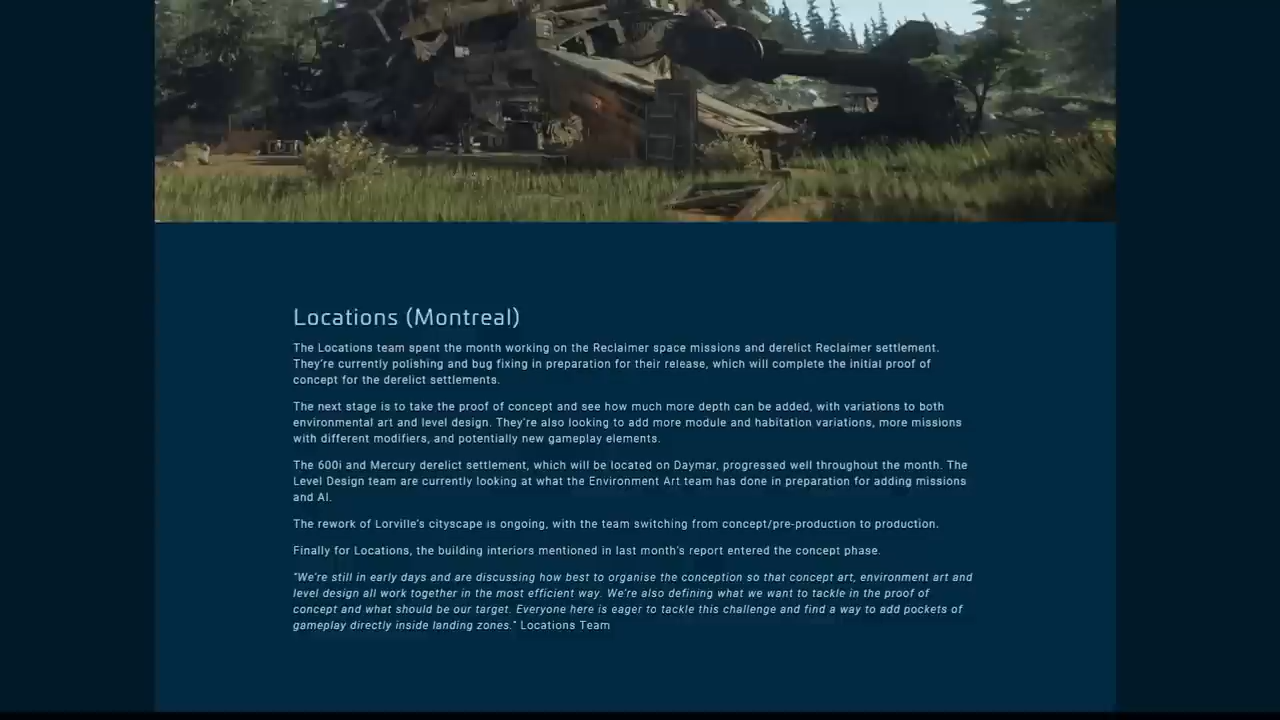 Locations (Montreal)
The Locations team spent the month working on the Reclaimer space missions and derelict Reclaimer settlement.
They're currently polishing and bug fixing in preparation for their release, which will complete the initial proof of
concept for the derelict settlements.
The next stage is to take the proof of concept and see how much more depth can be added, with variations to both
environmental art and level design. They're also looking to add more module and habitation variations, more missions
with different modifiers, and potentially new gameplay elements.
The 600i and Mercury derelict settlement, which will be located on Daymar, progressed well throughout the month. The
Level Design team are currently looking at what the Environment Art team has done in preparation for adding missions
and AI.
The rework of Lorville's cityscape is ongoing, with the team switching from concept/pre-production to production.
Finally for Locations, the building interiors mentioned in last month's report entered the concept phase.
"We're still in early days and are discussing how best to organise the conception so that concept art, environment art and
level design all work together in the most efficient way. We're also defining what we want to tackle in the proof of
concept and what should be our target. Everyone here is eager to tackle this challenge and find a way to add pockets of
gameplay directly inside landing zones." Locations Team